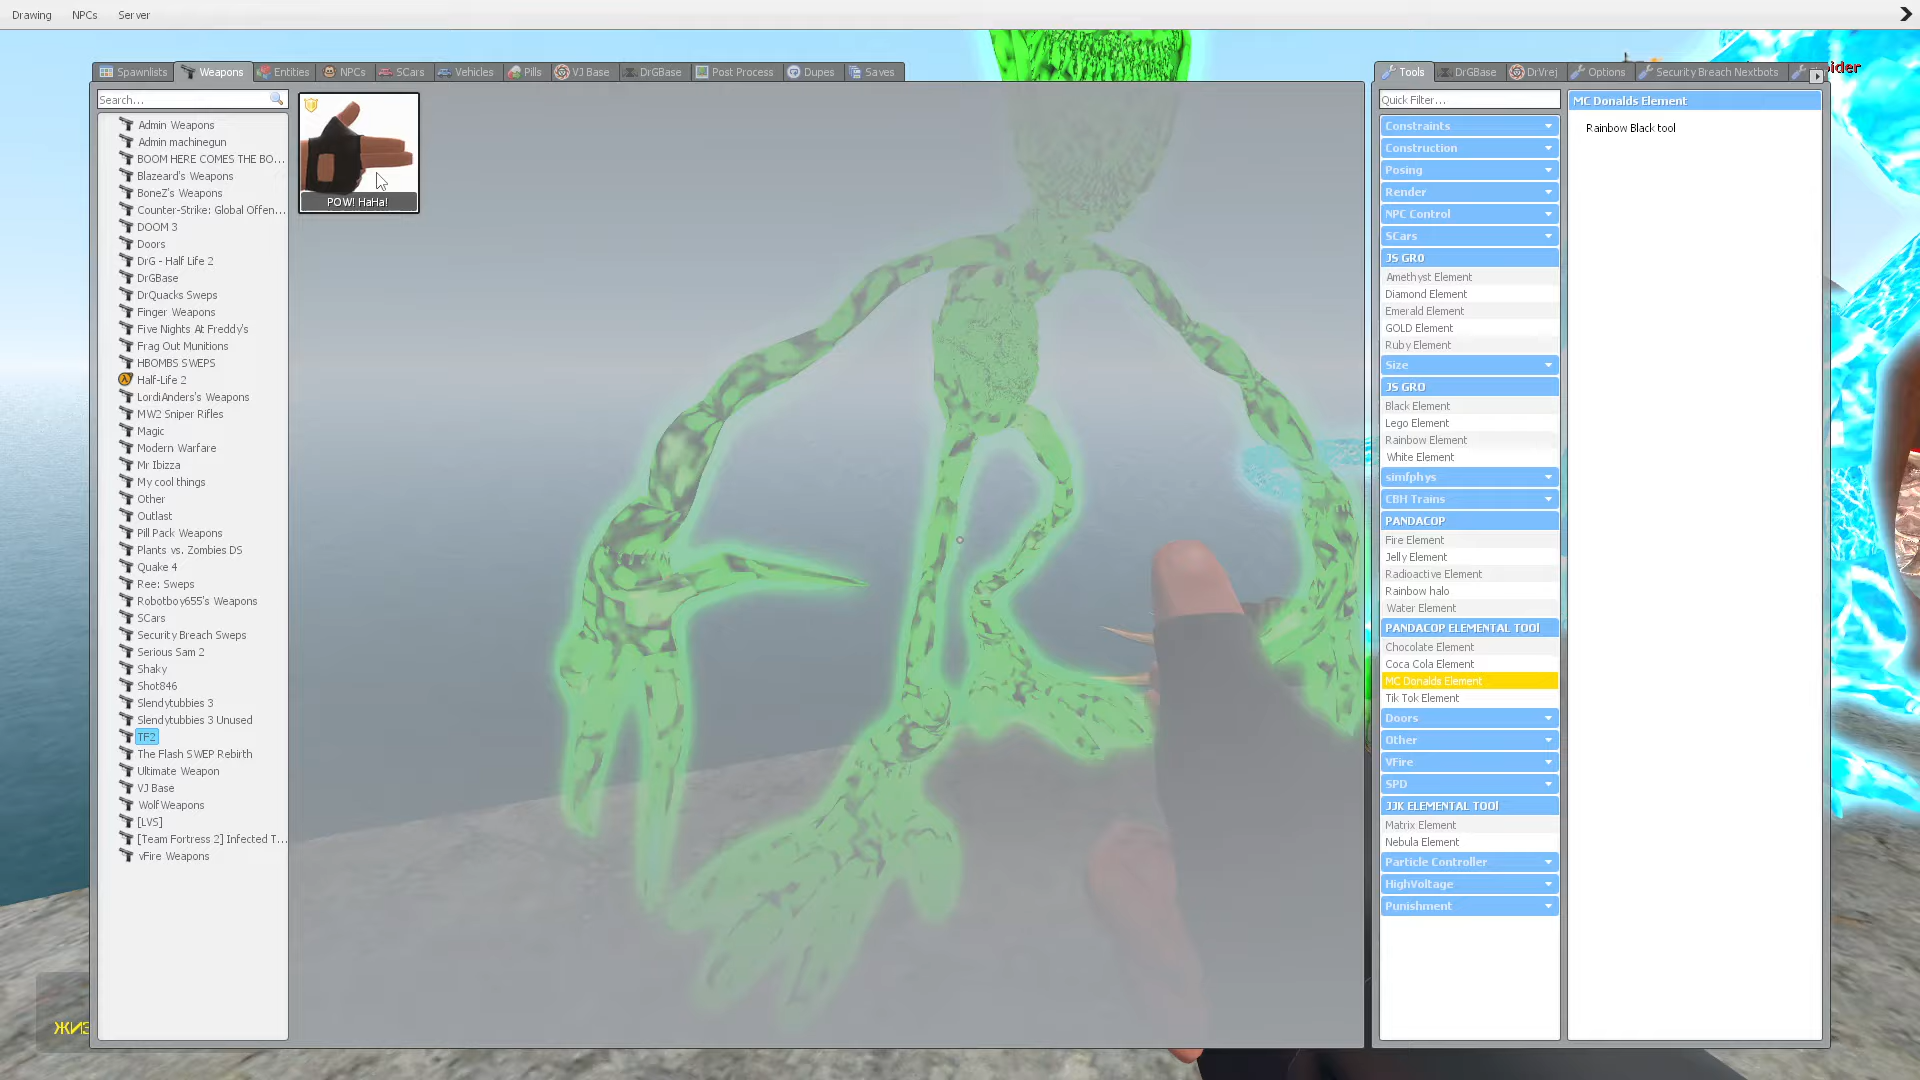 Drawing NPCs Server
Spawnlists Weapons Entities NPCs SCars Vehicles Pills VJ Base DrGBase Post Process Dupes Saves
Search...
Admin Weapons
Admin machinegun
BOOM HERE COMES THE BO...
Blazeard's Weapons
BoneZ's Weapons
Counter-Strike: Global Offen...
DOOM 3
Doors
DrG - Half Life 2
DrGBase
DrQuacks Sweps
Finger Weapons
Five Nights At Freddy's
Frag Out Munitions
HBOMBS SWEPS
Half-Life 2
LordiAnders's Weapons
MW2 Sniper Rifles
Magic
Modern Warfare
Mr Ibizza
My cool things
Other
Outlast
Pill Pack Weapons
Plants vs. Zombies DS
Quake 4
Ree: Sweps
Robotboy655's Weapons
SCars
Security Breach Sweps
Serious Sam 2
Shaky
Shot846
Slendytubbies 3
Slendytubbies 3 Unused
TF2
The Flash SWEP Rebirth
Ultimate Weapon
VJ Base
Wolf Weapons
[LVS]
[Team Fortress 2] Infected T...
vFire Weapons
POW! HaHa!
Tools DrGBase DrVrej Options Security Breach Nextbots
Quick Filter...
Constraints
Construction
Posing
Render
NPC Control
SCars
JS GRO
Amethyst Element
Diamond Element
Emerald Element
GOLD Element
Ruby Element
Size
JS GRO
Black Element
Lego Element
Rainbow Element
White Element
simfphys
CBH Trains
PANDACOP
Fire Element
Jelly Element
Radioactive Element
Rainbow halo
Water Element
PANDACOP ELEMENTAL TOOl
Chocolate Element
Coca Cola Element
MC Donalds Element
Tik Tok Element
Doors
Other
VFire
SPD
JJK ELEMENTAL TOOl
Matrix Element
Nebula Element
Particle Controller
HighVoltage
Punishment
MC Donalds Element
Rainbow Black tool